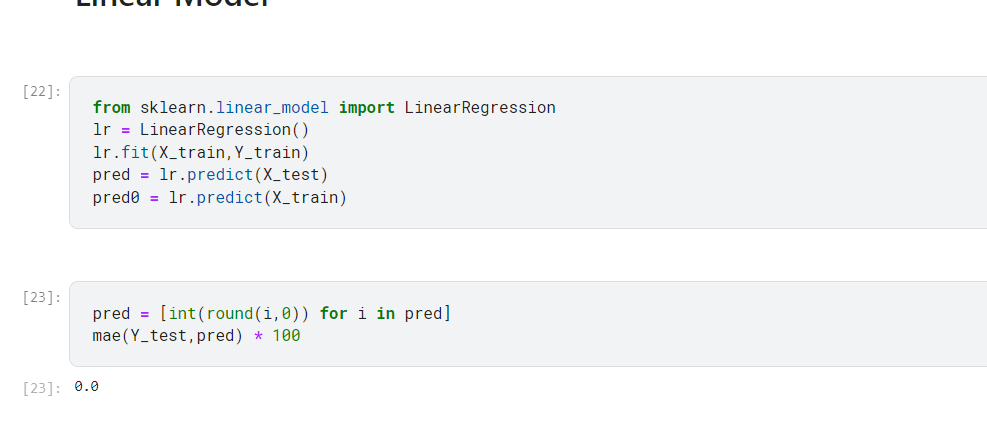 Linear Model
[22]:
from sklearn.linear_model import LinearRegression
lr = LinearRegression()
lr.fit(X_train,Y_train)
pred = lr.predict(X_test)
pred0 = lr.predict(X_train)
[23]:
pred = [int(round(i,0)) for i in pred]
mae(Y_test,pred) * 100
[23]:
0.0